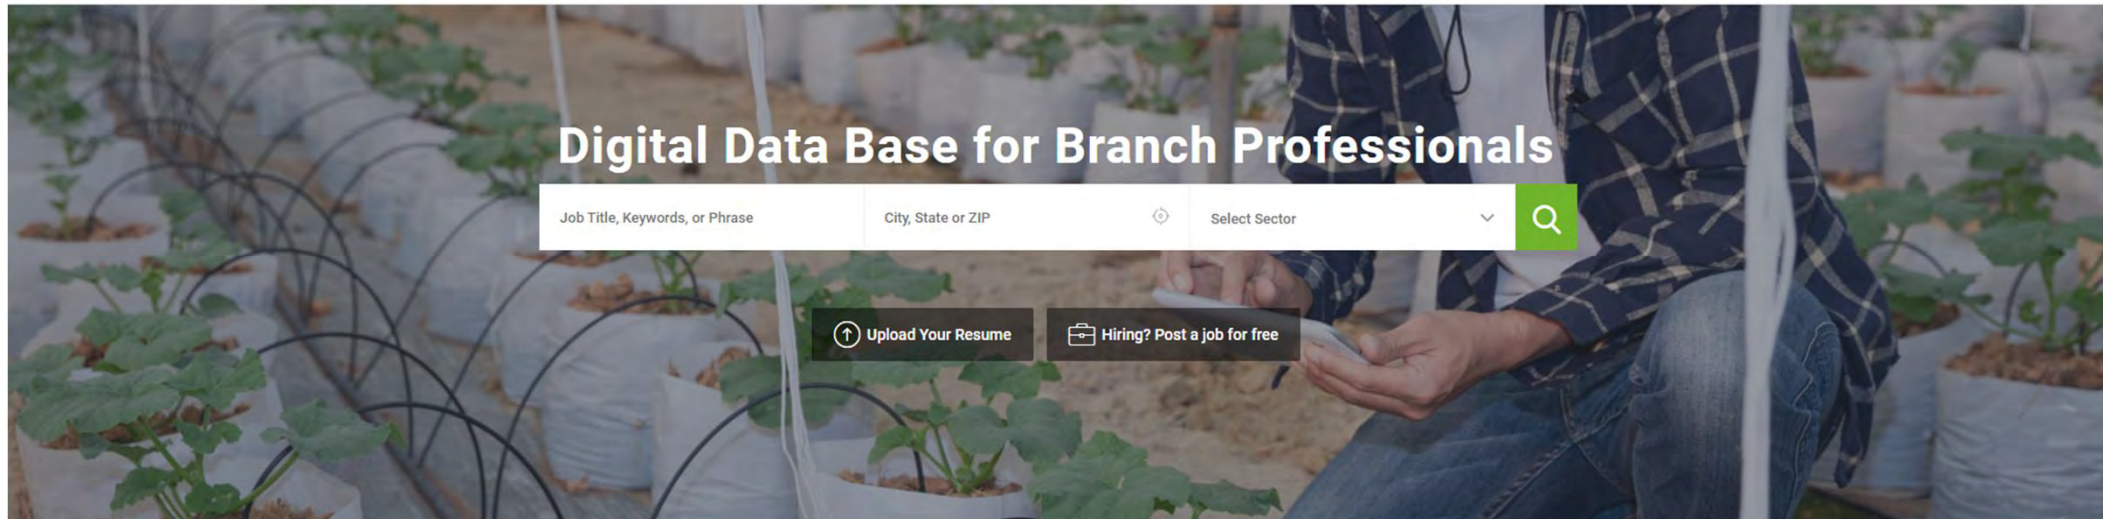 Digital Data Base for Branch Professionals
Job Title, Keywords, or Phrase
City, State or ZIP
Select Sector
Upload Your Resume
Hiring? Post a job for free